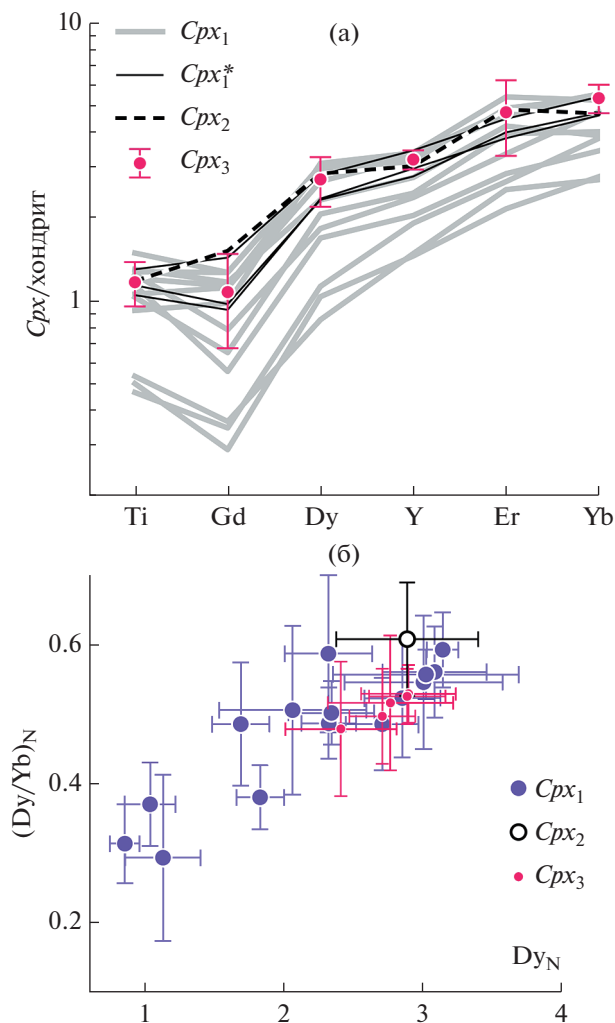 10
(а)
Cpx₁
Cpx₁*
Cpx₂
Cpx₃
Cpx/хондрит
1
Ti Gd Dy Y Er Yb
(б)
0.6
(Dy/Yb)N
0.4
Cpx₁
Cpx₂
Cpx₃
0.2
DyN
1 2 3 4